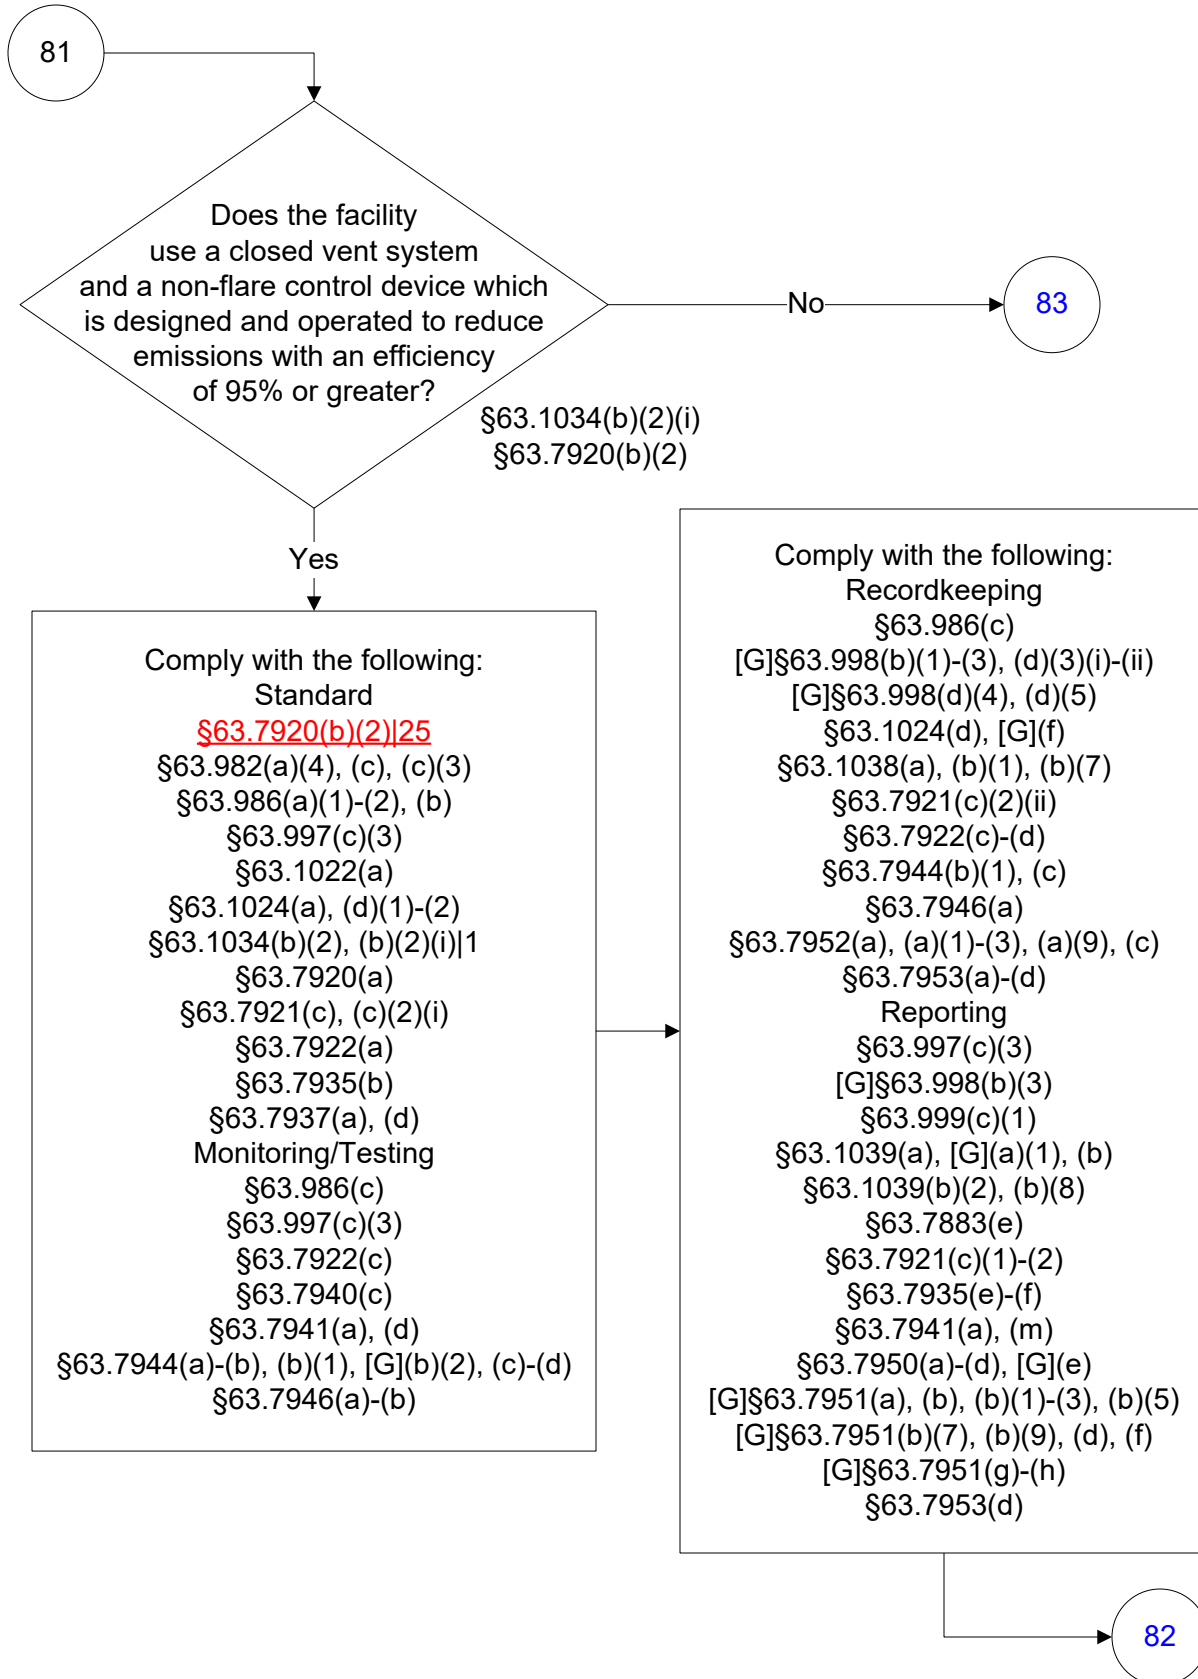 81
Does the facility
use a closed vent system
and a non-flare control device which
is designed and operated to reduce
emissions with an efficiency
of 95% or greater?
No
83
§63.1034(b)(2)(i)
§63.7920(b)(2)
Yes
Comply with the following:
Standard
§63.7920(b)(2)|25
§63.982(a)(4), (c), (c)(3)
§63.986(a)(1)-(2), (b)
§63.997(c)(3)
§63.1022(a)
§63.1024(a), (d)(1)-(2)
§63.1034(b)(2), (b)(2)(i)|1
§63.7920(a)
§63.7921(c), (c)(2)(i)
§63.7922(a)
§63.7935(b)
§63.7937(a), (d)
Monitoring/Testing
§63.986(c)
§63.997(c)(3)
§63.7922(c)
§63.7940(c)
§63.7941(a), (d)
§63.7944(a)-(b), (b)(1), [G](b)(2), (c)-(d)
§63.7946(a)-(b)
Comply with the following:
Recordkeeping
§63.986(c)
[G]§63.998(b)(1)-(3), (d)(3)(i)-(ii)
[G]§63.998(d)(4), (d)(5)
§63.1024(d), [G](f)
§63.1038(a), (b)(1), (b)(7)
§63.7921(c)(2)(ii)
§63.7922(c)-(d)
§63.7944(b)(1), (c)
§63.7946(a)
§63.7952(a), (a)(1)-(3), (a)(9), (c)
§63.7953(a)-(d)
Reporting
§63.997(c)(3)
[G]§63.998(b)(3)
§63.999(c)(1)
§63.1039(a), [G](a)(1), (b)
§63.1039(b)(2), (b)(8)
§63.7883(e)
§63.7921(c)(1)-(2)
§63.7935(e)-(f)
§63.7941(a), (m)
§63.7950(a)-(d), [G](e)
[G]§63.7951(a), (b), (b)(1)-(3), (b)(5)
[G]§63.7951(b)(7), (b)(9), (d), (f)
[G]§63.7951(g)-(h)
§63.7953(d)
82